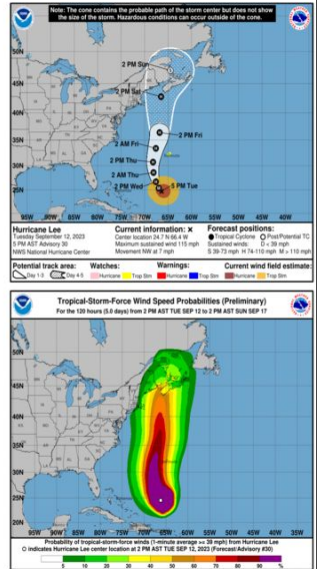 Note: The cone contains the probable path of the storm center but does not show
the size of the storm. Hazardous conditions can occur outside of the cone.
50N
2 PM Sun
45N
2 PM Sat
40N
35N
2 PM Fri
2 AM Fri
2 PM Thu
30N
2 AM Thu
2 PM Wed
5 PM Tue
25N
95W 90W 85W 80W 75W 70W 65W 60W 55W 50W 45W 40W
Hurricane Lee
Tuesday September 12, 2023
5 PM AST Advisory 30
NWS National Hurricane Center
Current information: x
Center location 24.7 N 66.4 W
Maximum sustained wind 115 mph
Movement NW at 7 mph
Forecast positions:
Tropical Cyclone Post/Potential TC
Sustained winds: D < 39 mph
S 39-73 mph H 74-110 mph M > 110 mph
Potential track area:
Day 1-3 Day 4-5
Watches:
Hurricane Trop Stm
Warnings:
Hurricane Trop Stm
Current wind field estimate:
Hurricane Trop Stm
Tropical-Storm-Force Wind Speed Probabilities (Preliminary)
For the 120 hours (5.0 days) from 2 PM AST TUE SEP 12 to 2 PM AST SUN SEP 17
50N
45N
40N
35N
30N
25N
20N
95W 90W 85W 80W 75W 70W 65W 60W 55W 50W 45W 40W 35W
Probability of tropical-storm-force winds (1-minute average >= 39 mph) from Hurricane Lee
O indicates Hurricane Lee center location at 2 PM AST TUE SEP 12, 2023 (Forecast/Advisory #30)
5 10 20 30 40 50 60 70 80 90 %